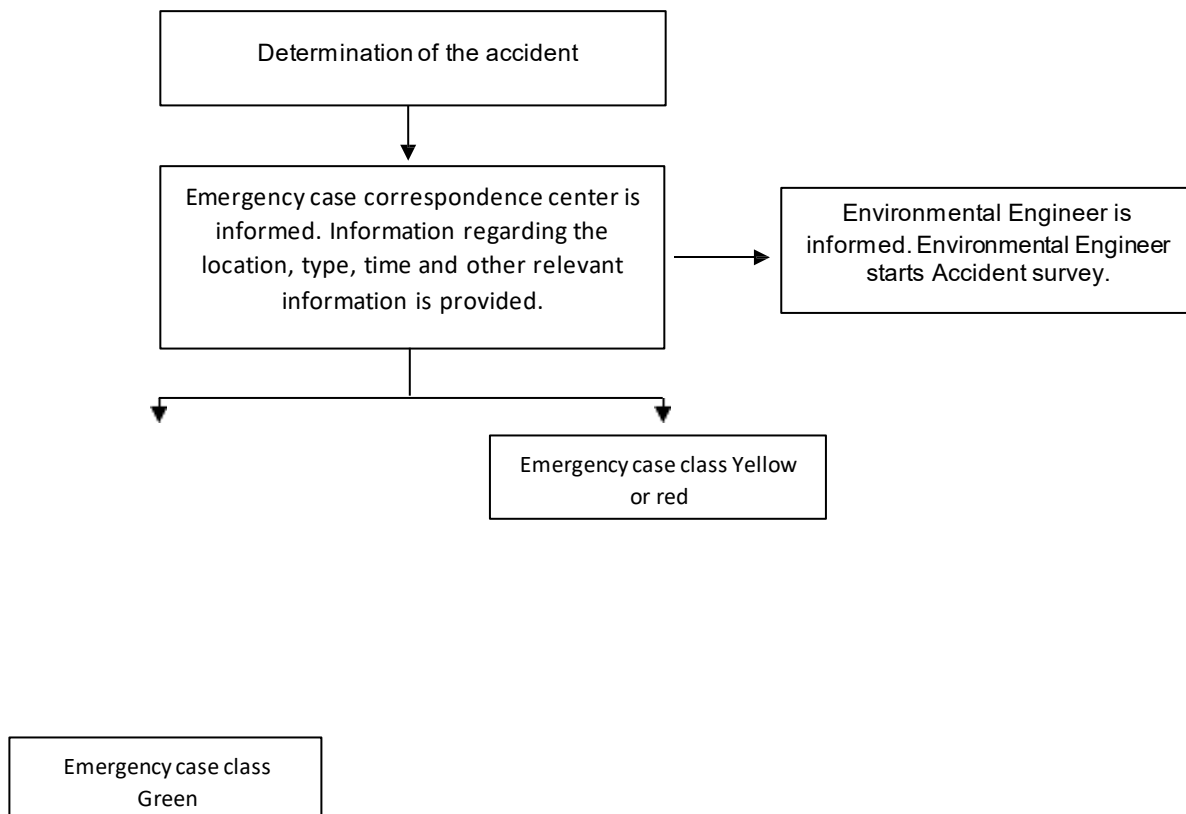 Determination of the accident
Emergency case correspondence center is
informed. Information regarding the
location, type, time and other relevant
information is provided.
Environmental Engineer is
informed. Environmental Engineer
starts Accident survey.
Emergency case class Yellow
or red
Emergency case class
Green